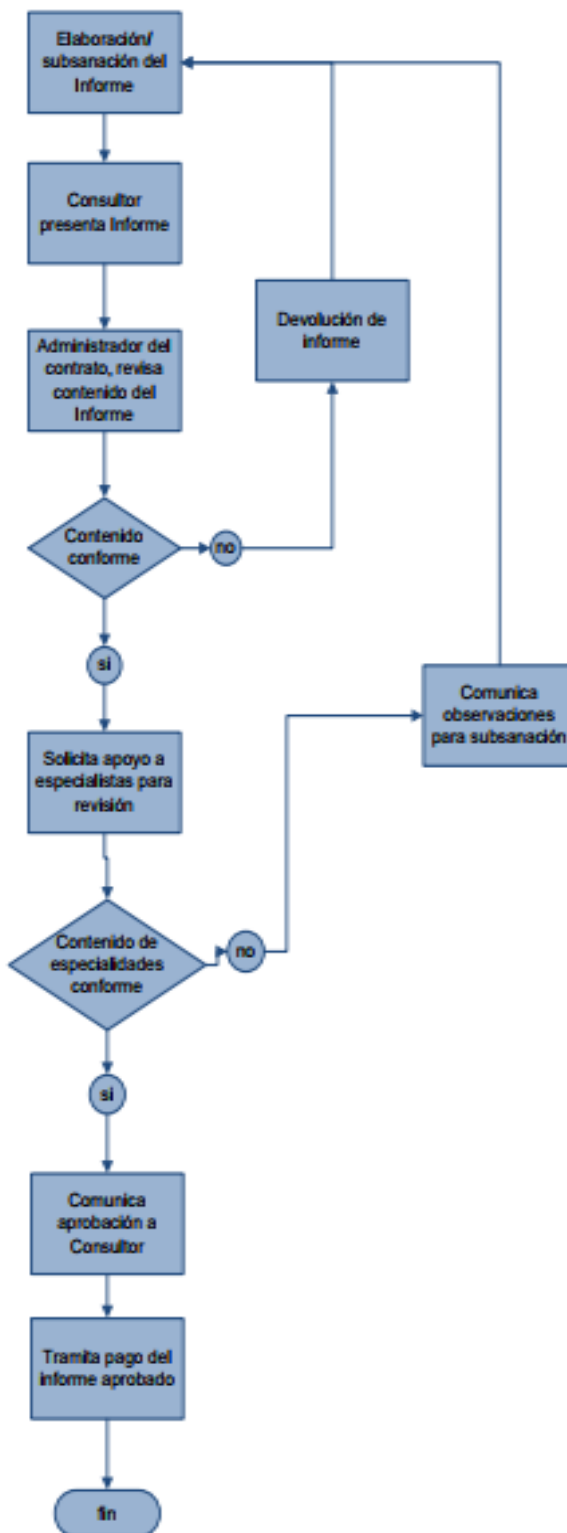 Elaboración/
subsanación del
Informe
Consultor
presenta Informe
Devolución de
informe
Administrador del
contrato, revisa
contenido del
Informe
Contenido
conforme
no
si
Comunica
observaciones
para subsanación
Solicita apoyo a
especialistas para
revisión
Contenido de
especialidades
conforme
no
si
Comunica
aprobación a
Consultor
Tramita pago del
informe aprobado
fin